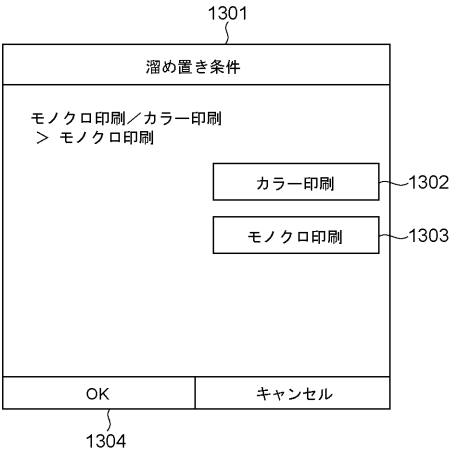 1301
溜め置き条件
モノクロ印刷／カラー印刷
＞ モノクロ印刷
カラー印刷
1302
モノクロ印刷
1303
OK
キャンセル
1304